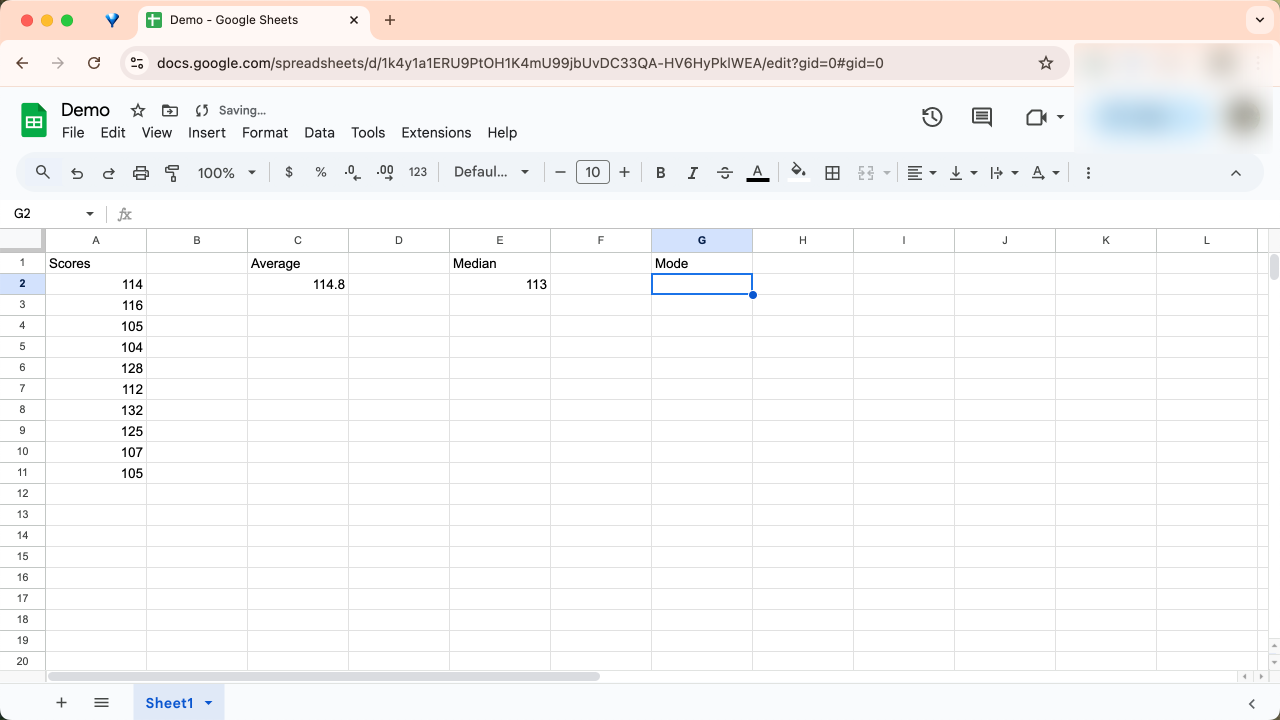 Demo - Google Sheets
docs.google.com/spreadsheets/d/1k4y1a1ERU9PtOH1K4mU99jbUvDC33QA-HV6HyPklWEA/edit?gid=0#gid=0
Demo Saving...
File Edit View Insert Format Data Tools Extensions Help
100% $ % .0 .00 123 Defaul... 10 B I S A
G2 fx
A B C D E F G H I J K L
1 Scores Average Median Mode
2 114 114.8 113
3 116
4 105
5 104
6 128
7 112
8 132
9 125
10 107
11 105
12
13
14
15
16
17
18
19
20
Sheet1